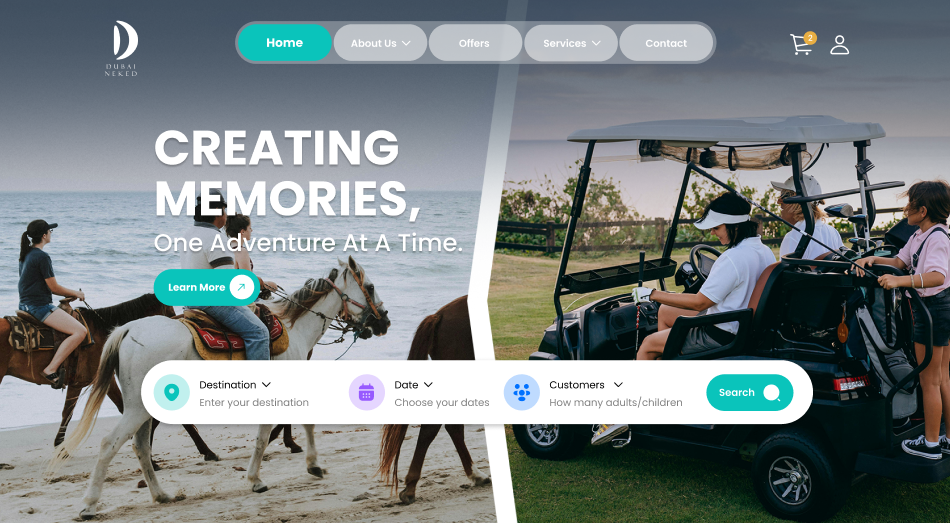 DUBAI
NEKED
Home
About Us
Offers
Services
Contact
2
CREATING
MEMORIES,
One Adventure At A Time.
Learn More
Destination
Enter your destination
Date
Choose your dates
Customers
How many adults/children
Search